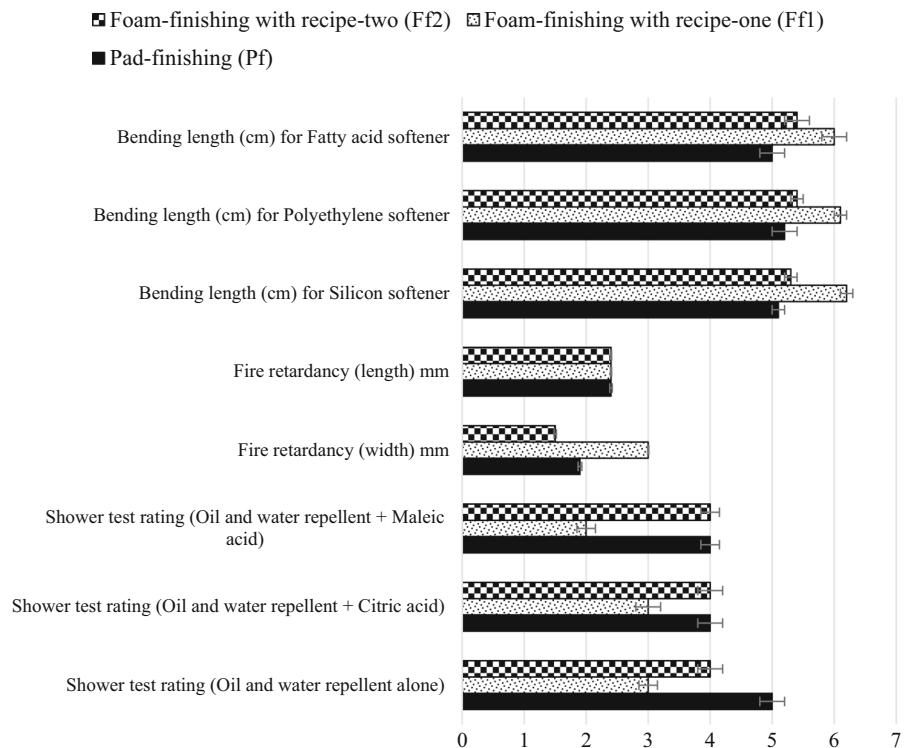 Foam-finishing with recipe-two (Ff2) Foam-finishing with recipe-one (Ff1)
Pad-finishing (Pf)
Bending length (cm) for Fatty acid softener
Bending length (cm) for Polyethylene softener
Bending length (cm) for Silicon softener
Fire retardancy (length) mm
Fire retardancy (width) mm
Shower test rating (Oil and water repellent + Maleic
acid)
Shower test rating (Oil and water repellent + Citric acid)
Shower test rating (Oil and water repellent alone)
0 1 2 3 4 5 6 7